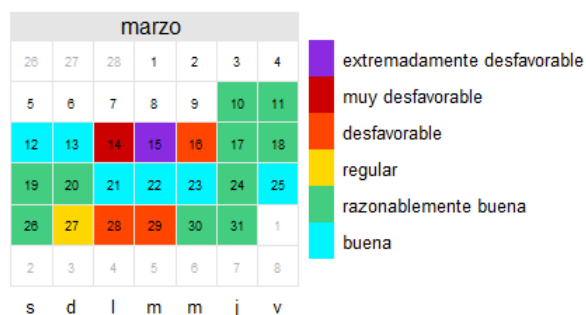 marzo
26 27 28 1 2 3 4
5 6 7 8 9 10 11
12 13 14 15 16 17 18
19 20 21 22 23 24 25
26 27 28 29 30 31 1
2 3 4 5 6 7 8
s d l m m j v
extremadamente desfavorable
muy desfavorable
desfavorable
regular
razonablemente buena
buena